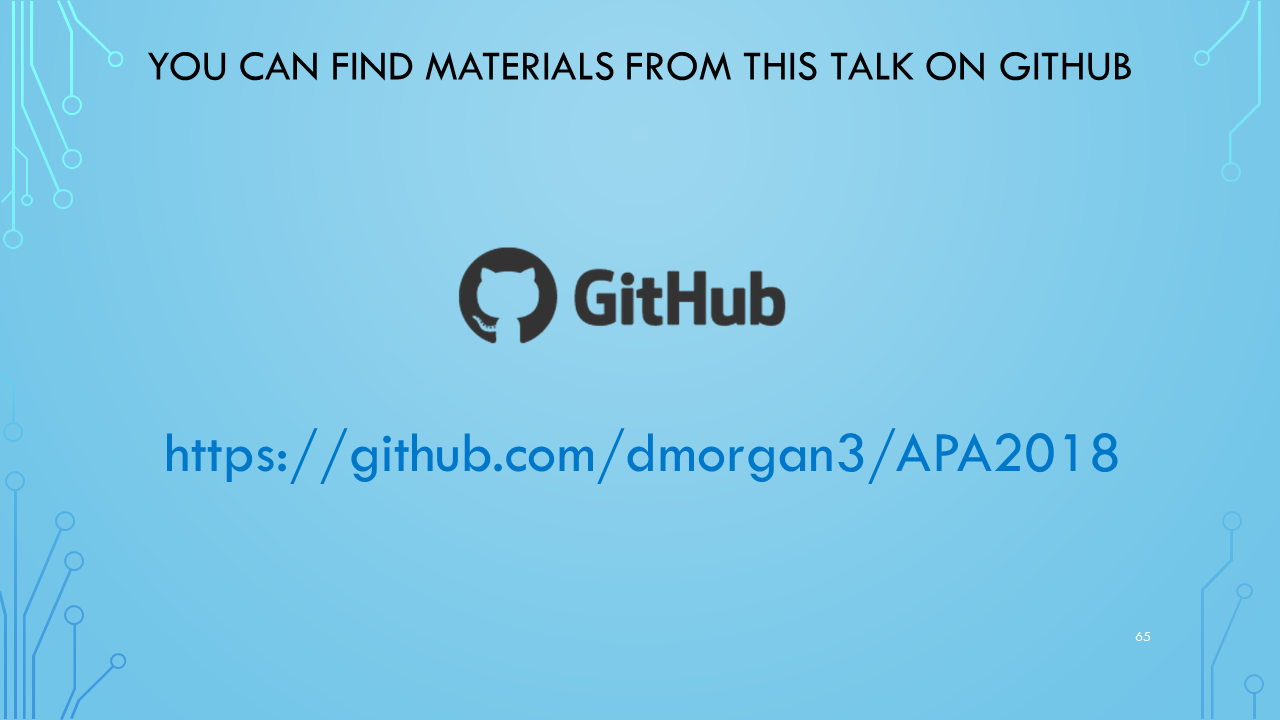 YOU CAN FIND MATERIALS FROM THIS TALK ON GITHUB
GitHub
https://github.com/dmorgan3/APA2018
65